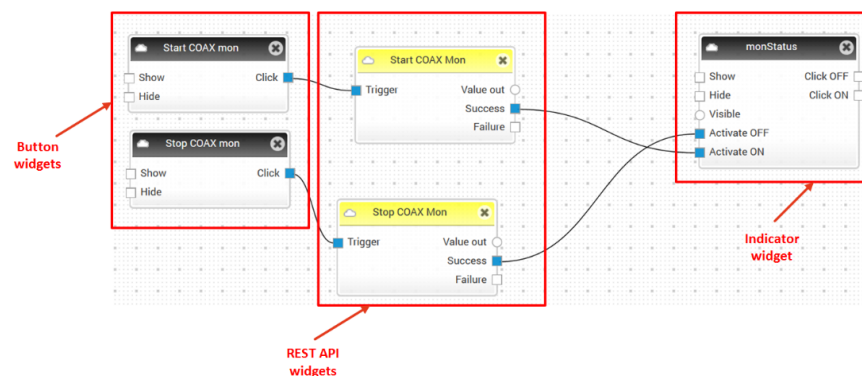 Start COAX mon
Show
Click
Hide
Stop COAX mon
Show
Click
Hide
Button
widgets
Start COAX Mon
Trigger
Value out
Success
Failure
Stop COAX Mon
Trigger
Value out
Success
Failure
REST API
widgets
monStatus
Show
Click OFF
Hide
Click ON
Visible
Activate OFF
Activate ON
Indicator
widget